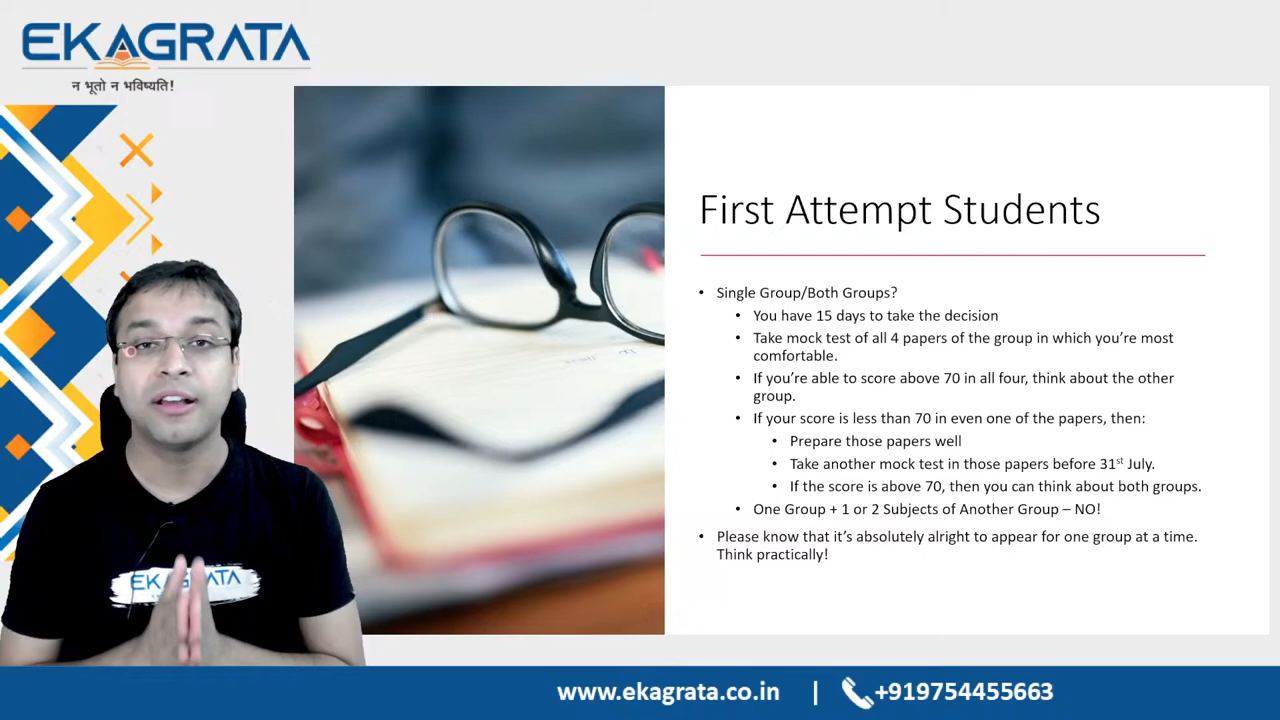 EKAGRATA
न भूतो न भविष्यति!
First Attempt Students
• Single Group/Both Groups?
• You have 15 days to take the decision
• Take mock test of all 4 papers of the group in which you're most
comfortable.
• If you're able to score above 70 in all four, think about the other
group.
• If your score is less than 70 in even one of the papers, then:
• Prepare those papers well
• Take another mock test in those papers before 31st July.
• If the score is above 70, then you can think about both groups.
• One Group + 1 or 2 Subjects of Another Group – NO!
• Please know that it's absolutely alright to appear for one group at a time.
Think practically!
EKAGRATA
www.ekagrata.co.in | +919754455663